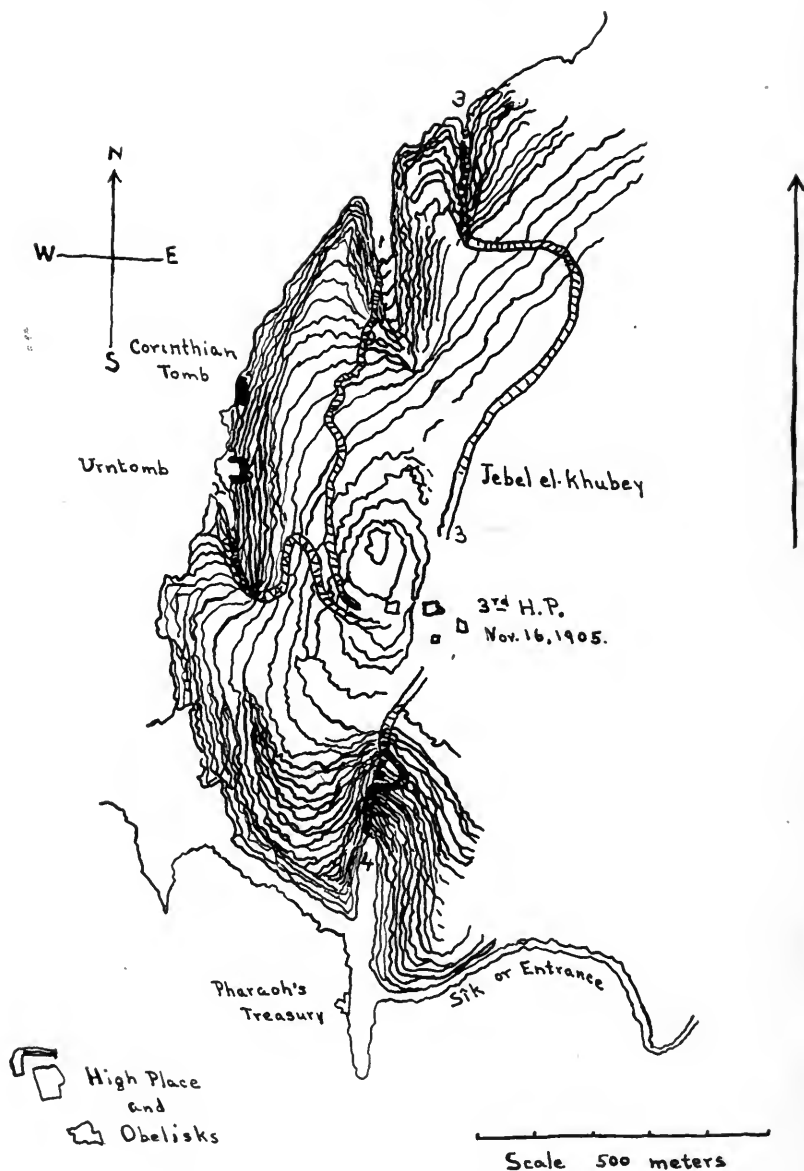 3
N
W E
S
Corinthian
Tomb
Urntomb
Jebel el-Khubey
3
3rd H.P.
Nov. 16, 1905.
4
Pharaoh's
Treasury
Sîk or Entrance
High Place
and
Obelisks
Scale 500 meters